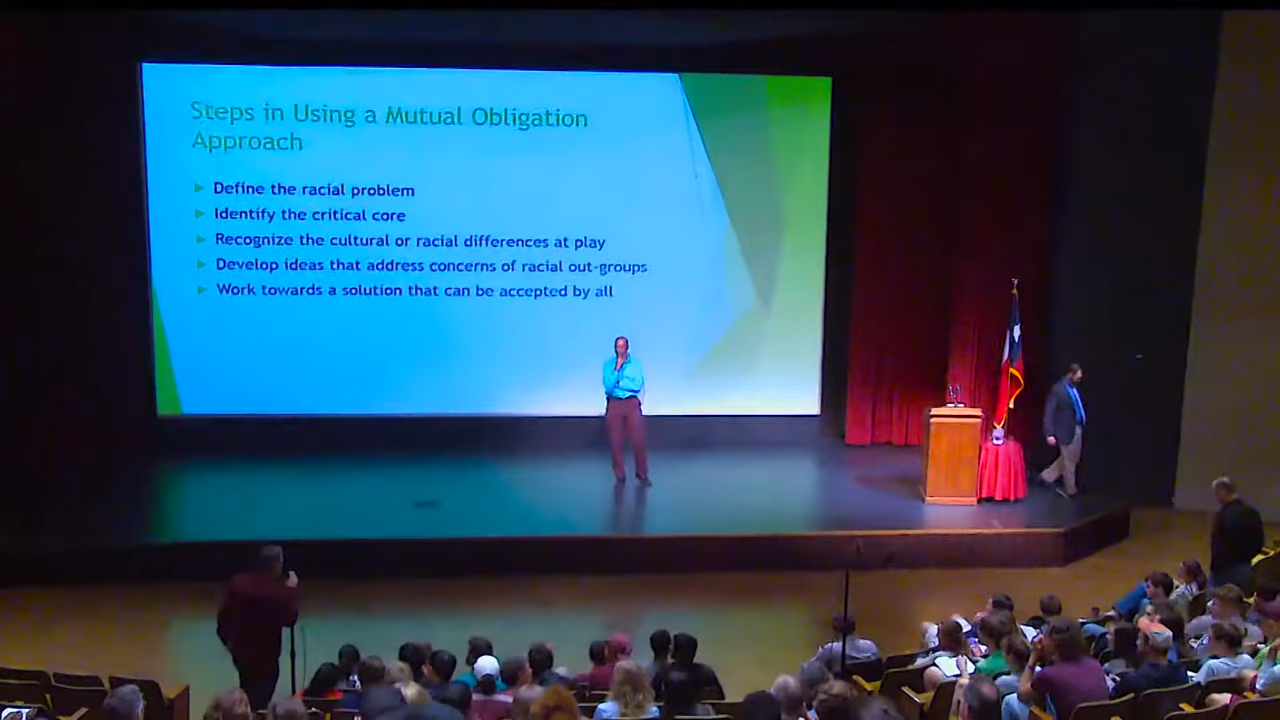 Steps in Using a Mutual Obligation
Approach
Define the racial problem
Identify the critical core
Recognize the cultural or racial differences at play
Develop ideas that address concerns of racial out-groups
Work towards a solution that can be accepted by all